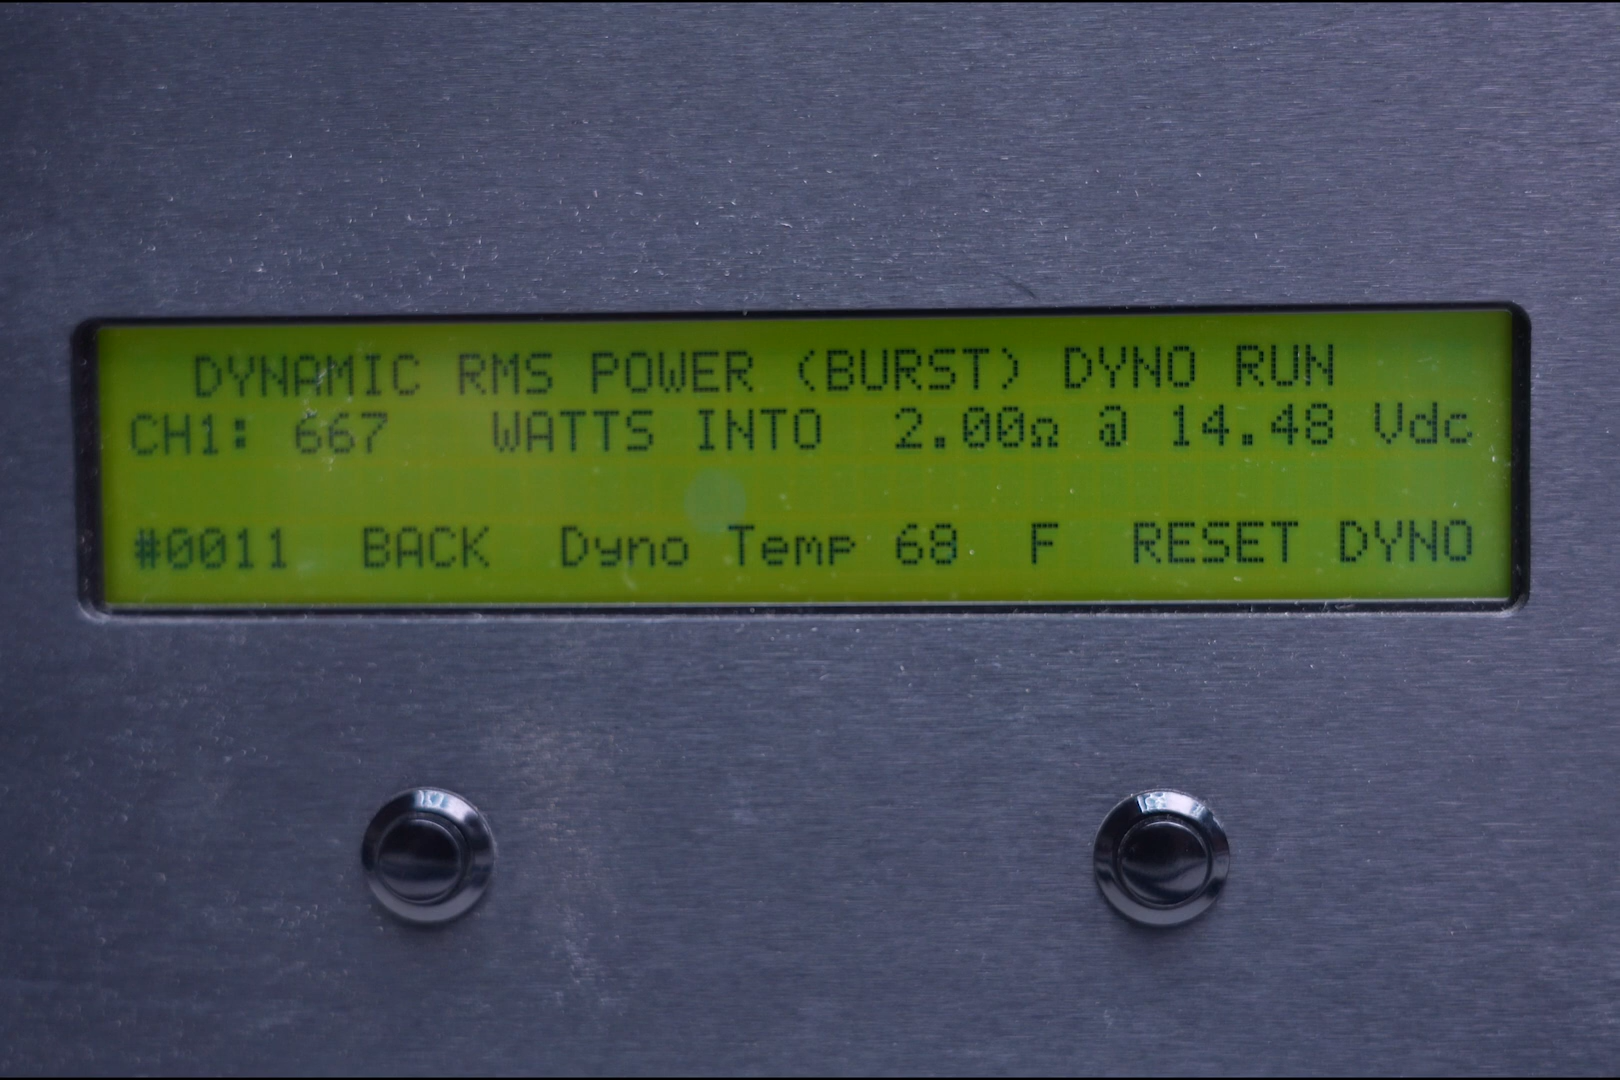 DYNAMIC RMS POWER (BURST) DYNO RUN
CH1: 667 WATTS INTO 2.00Ω @ 14.48 Vdc
#0011 BACK Dyno Temp 68 F RESET DYNO